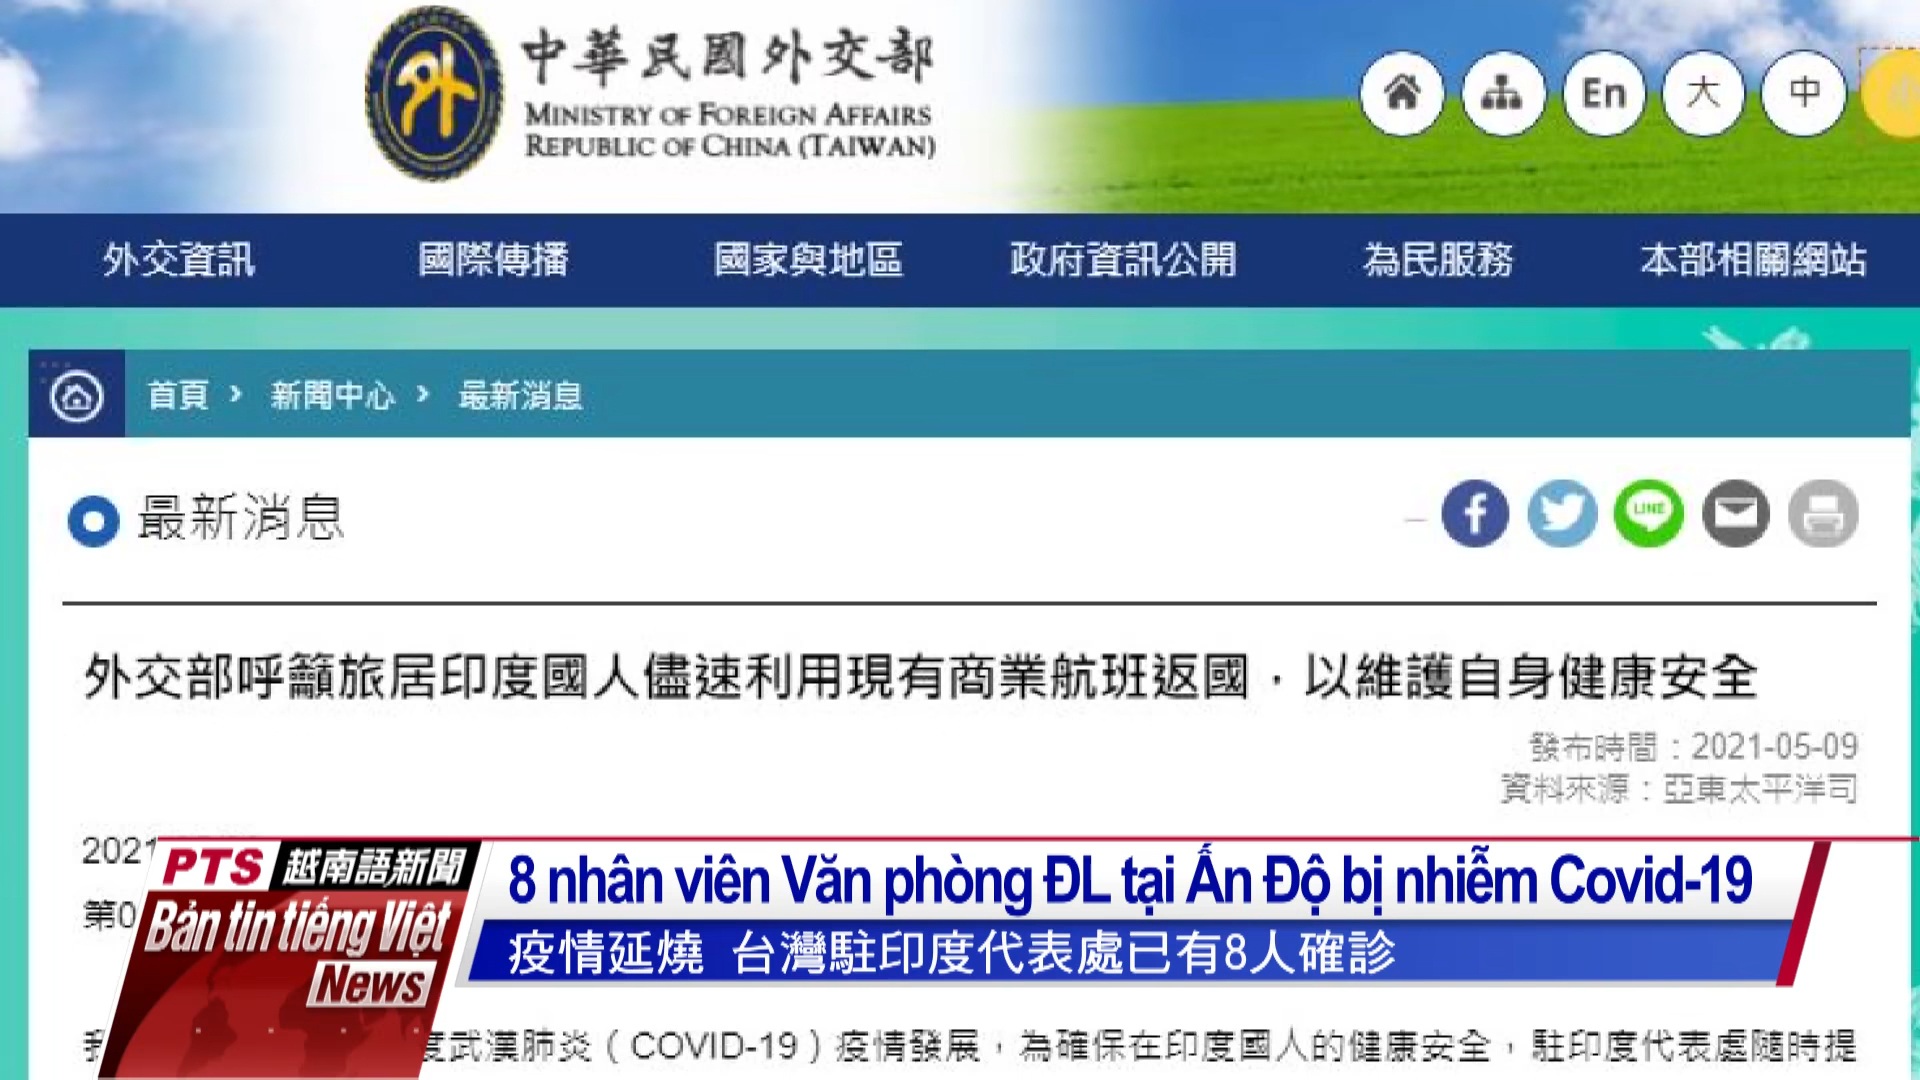 中華民國外交部
MINISTRY OF FOREIGN AFFAIRS
REPUBLIC OF CHINA (TAIWAN)
En 大 中
外交資訊 國際傳播 國家與地區 政府資訊公開 為民服務 本部相關網站
首頁 › 新聞中心 › 最新消息
最新消息
LINE
外交部呼籲旅居印度國人儘速利用現有商業航班返國，以維護自身健康安全
發布時間：2021-05-09
資料來源：亞東太平洋司
2021
第0
PTS 越南語新聞
Bản tin tiếng Việt
News
8 nhân viên Văn phòng ĐL tại Ấn Độ bị nhiễm Covid-19
疫情延燒 台灣駐印度代表處已有8人確診
度武漢肺炎（COVID-19）疫情發展，為確保在印度國人的健康安全，駐印度代表處隨時提